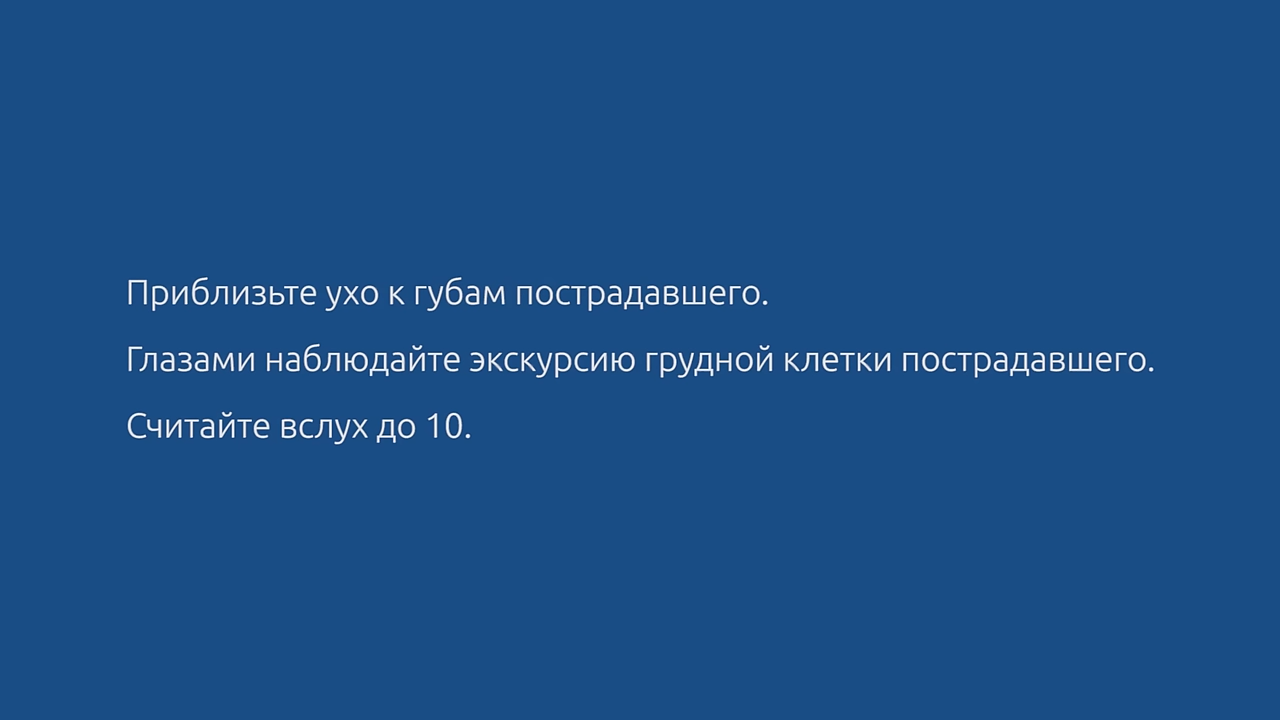 Приблизьте ухо к губам пострадавшего.
Глазами наблюдайте экскурсию грудной клетки пострадавшего.
Считайте вслух до 10.